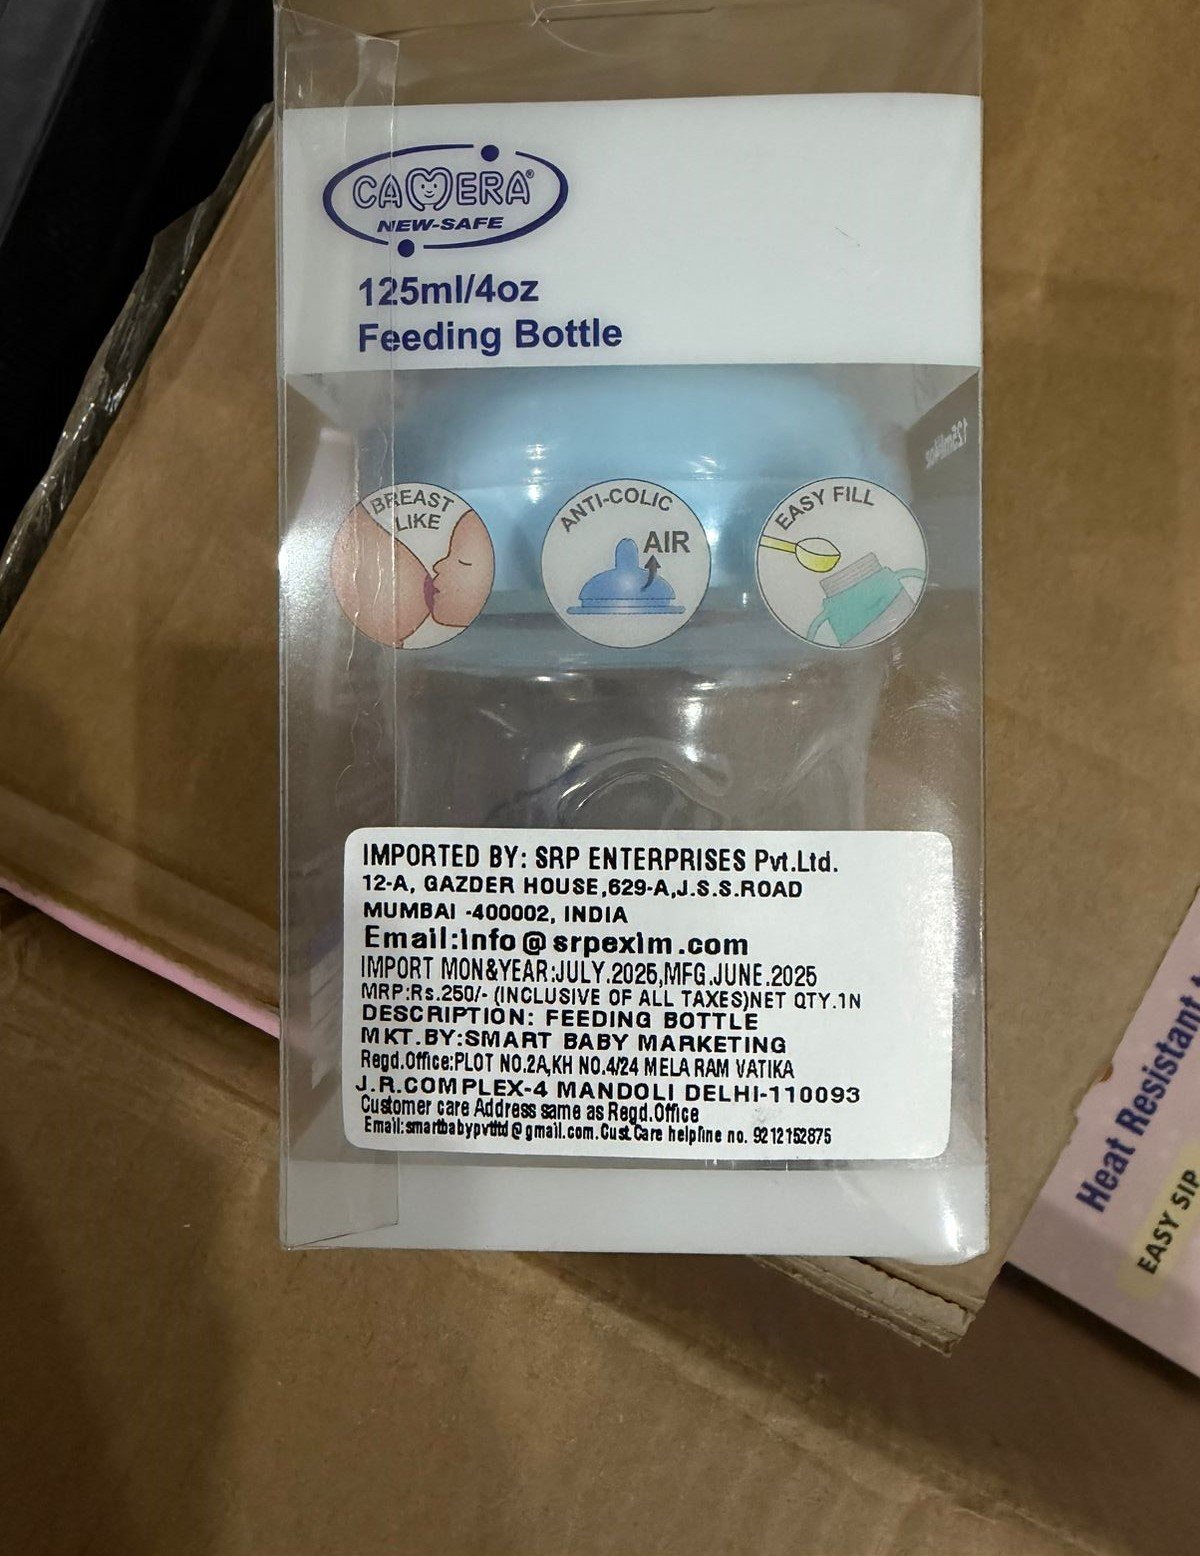 CAMERA®
NEW-SAFE
125ml/4oz
Feeding Bottle
125ml/4oz
BREAST LIKE
ANTI-COLIC
AIR
EASY FILL
IMPORTED BY: SRP ENTERPRISES Pvt.Ltd.
12-A, GAZDER HOUSE,629-A,J.S.S.ROAD
MUMBAI -400002, INDIA
Email:info@srpexim.com
IMPORT MON&YEAR:JULY.2025,MFG.JUNE.2025
MRP:Rs.250/- (INCLUSIVE OF ALL TAXES)NET QTY.1N
DESCRIPTION: FEEDING BOTTLE
MKT.BY:SMART BABY MARKETING
Regd.Office:PLOT NO.2A,KH NO.4/24 MELA RAM VATIKA
J.R.COMPLEX-4 MANDOLI DELHI-110093
Customer care Address same as Regd.Office
Email:smartbabypvtltd@gmail.com.Cust.Care helpline no. 9212152875
Heat Resistant
EASY SIP